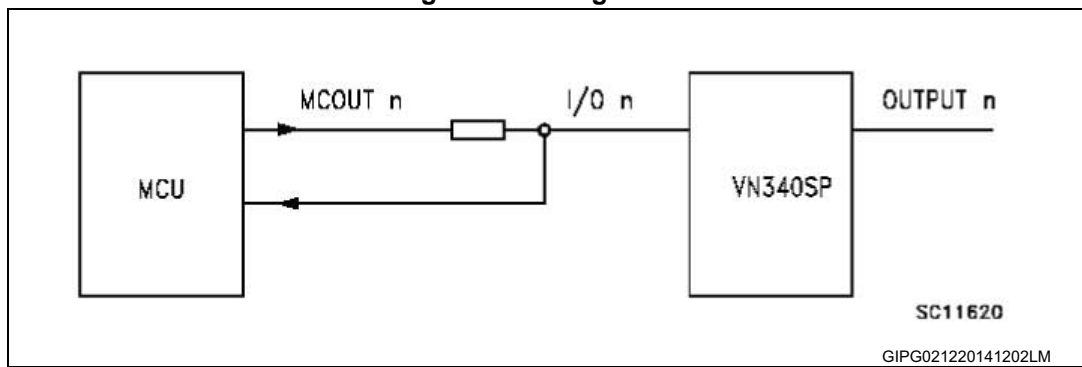 MCOUT n
I/O n
OUTPUT n
MCU
VN340SP
SC11620
GIPG021220141202LM